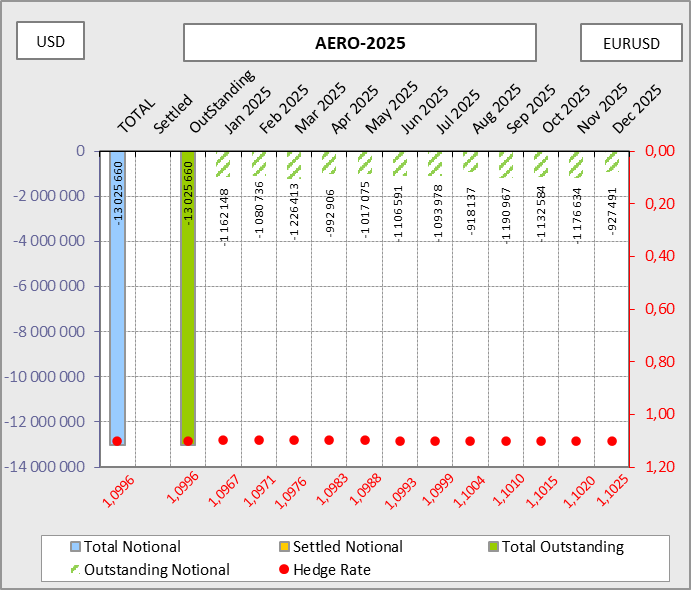 USD
AERO-2025
EURUSD
TOTAL
Settled
OutStanding
Jan 2025
Feb 2025
Mar 2025
Apr 2025
May 2025
Jun 2025
Jul 2025
Aug 2025
Sep 2025
Oct 2025
Nov 2025
Dec 2025
0
-2 000 000
-4 000 000
-6 000 000
-8 000 000
-10 000 000
-12 000 000
-14 000 000
-13 025 660
-13 025 660
-1 162 148
-1 080 736
-1 226 413
-992 906
-1 017 075
-1 106 591
-1 093 978
-918 137
-1 190 967
-1 132 584
-1 176 634
-927 491
0,00
0,20
0,40
0,60
0,80
1,00
1,20
1,0996
1,0996
1,0967
1,0971
1,0976
1,0983
1,0988
1,0993
1,0999
1,1004
1,1010
1,1015
1,1020
1,1025
Total Notional
Settled Notional
Total Outstanding
Outstanding Notional
Hedge Rate